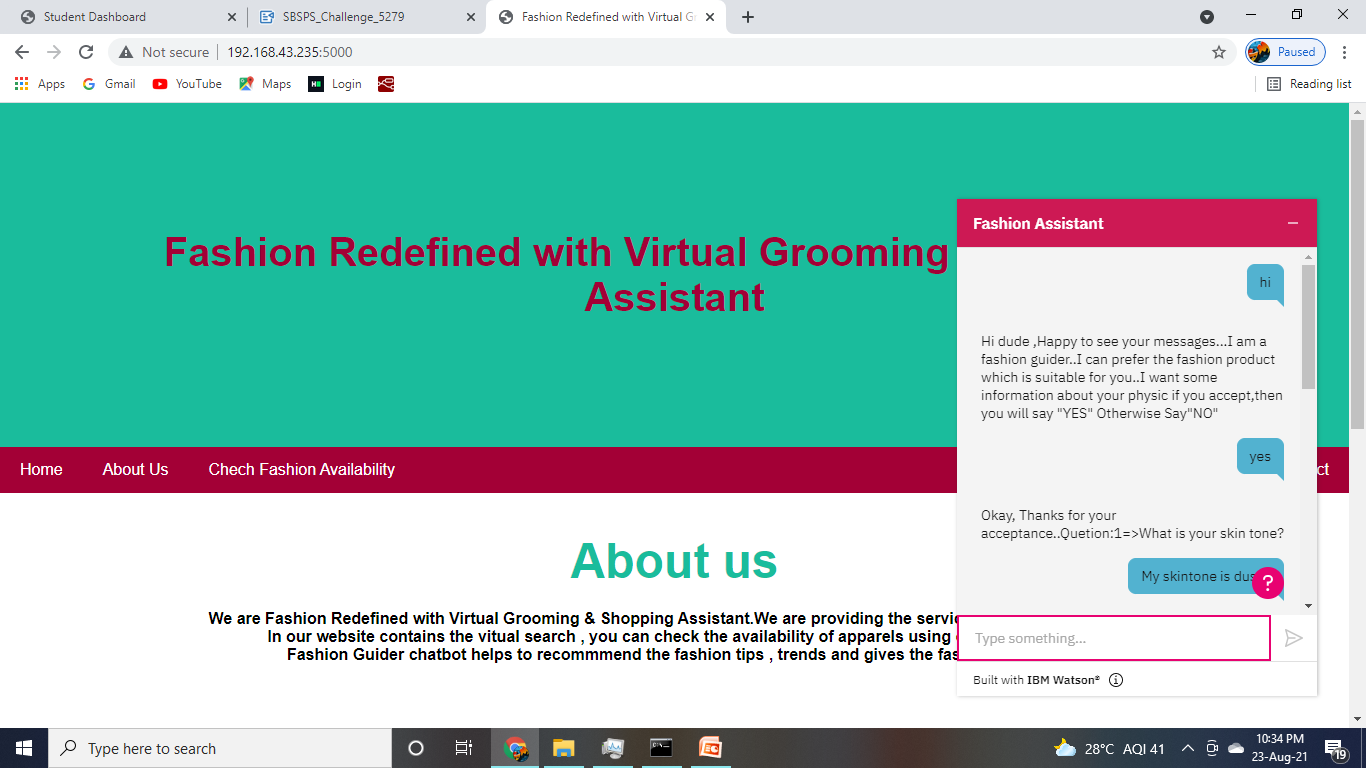 Student Dashboard
SBSPS_Challenge_5279
Fashion Redefined with Virtual G
Not secure
192.168.43.235:5000
Paused
Apps
Gmail
YouTube
Maps
Login
Reading list
Fashion Redefined with Virtual Grooming
Assistant
Home
About Us
Chech Fashion Availability
ct
About us
We are Fashion Redefined with Virtual Grooming & Shopping Assistant.We are providing the servi
In our website contains the vitual search , you can check the availability of apparels using
Fashion Guider chatbot helps to recommmend the fashion tips , trends and gives the fas
Fashion Assistant
hi
Hi dude ,Happy to see your messages...I am a
fashion guider..I can prefer the fashion product
which is suitable for you..I want some
information about your physic if you accept,then
you will say "YES" Otherwise Say"NO"
yes
Okay, Thanks for your
acceptance..Quetion:1=>What is your skin tone?
My skintone is dus
?
Type something...
Built with IBM Watson®
Type here to search
28°C AQI 41
10:34 PM
23-Aug-21
19